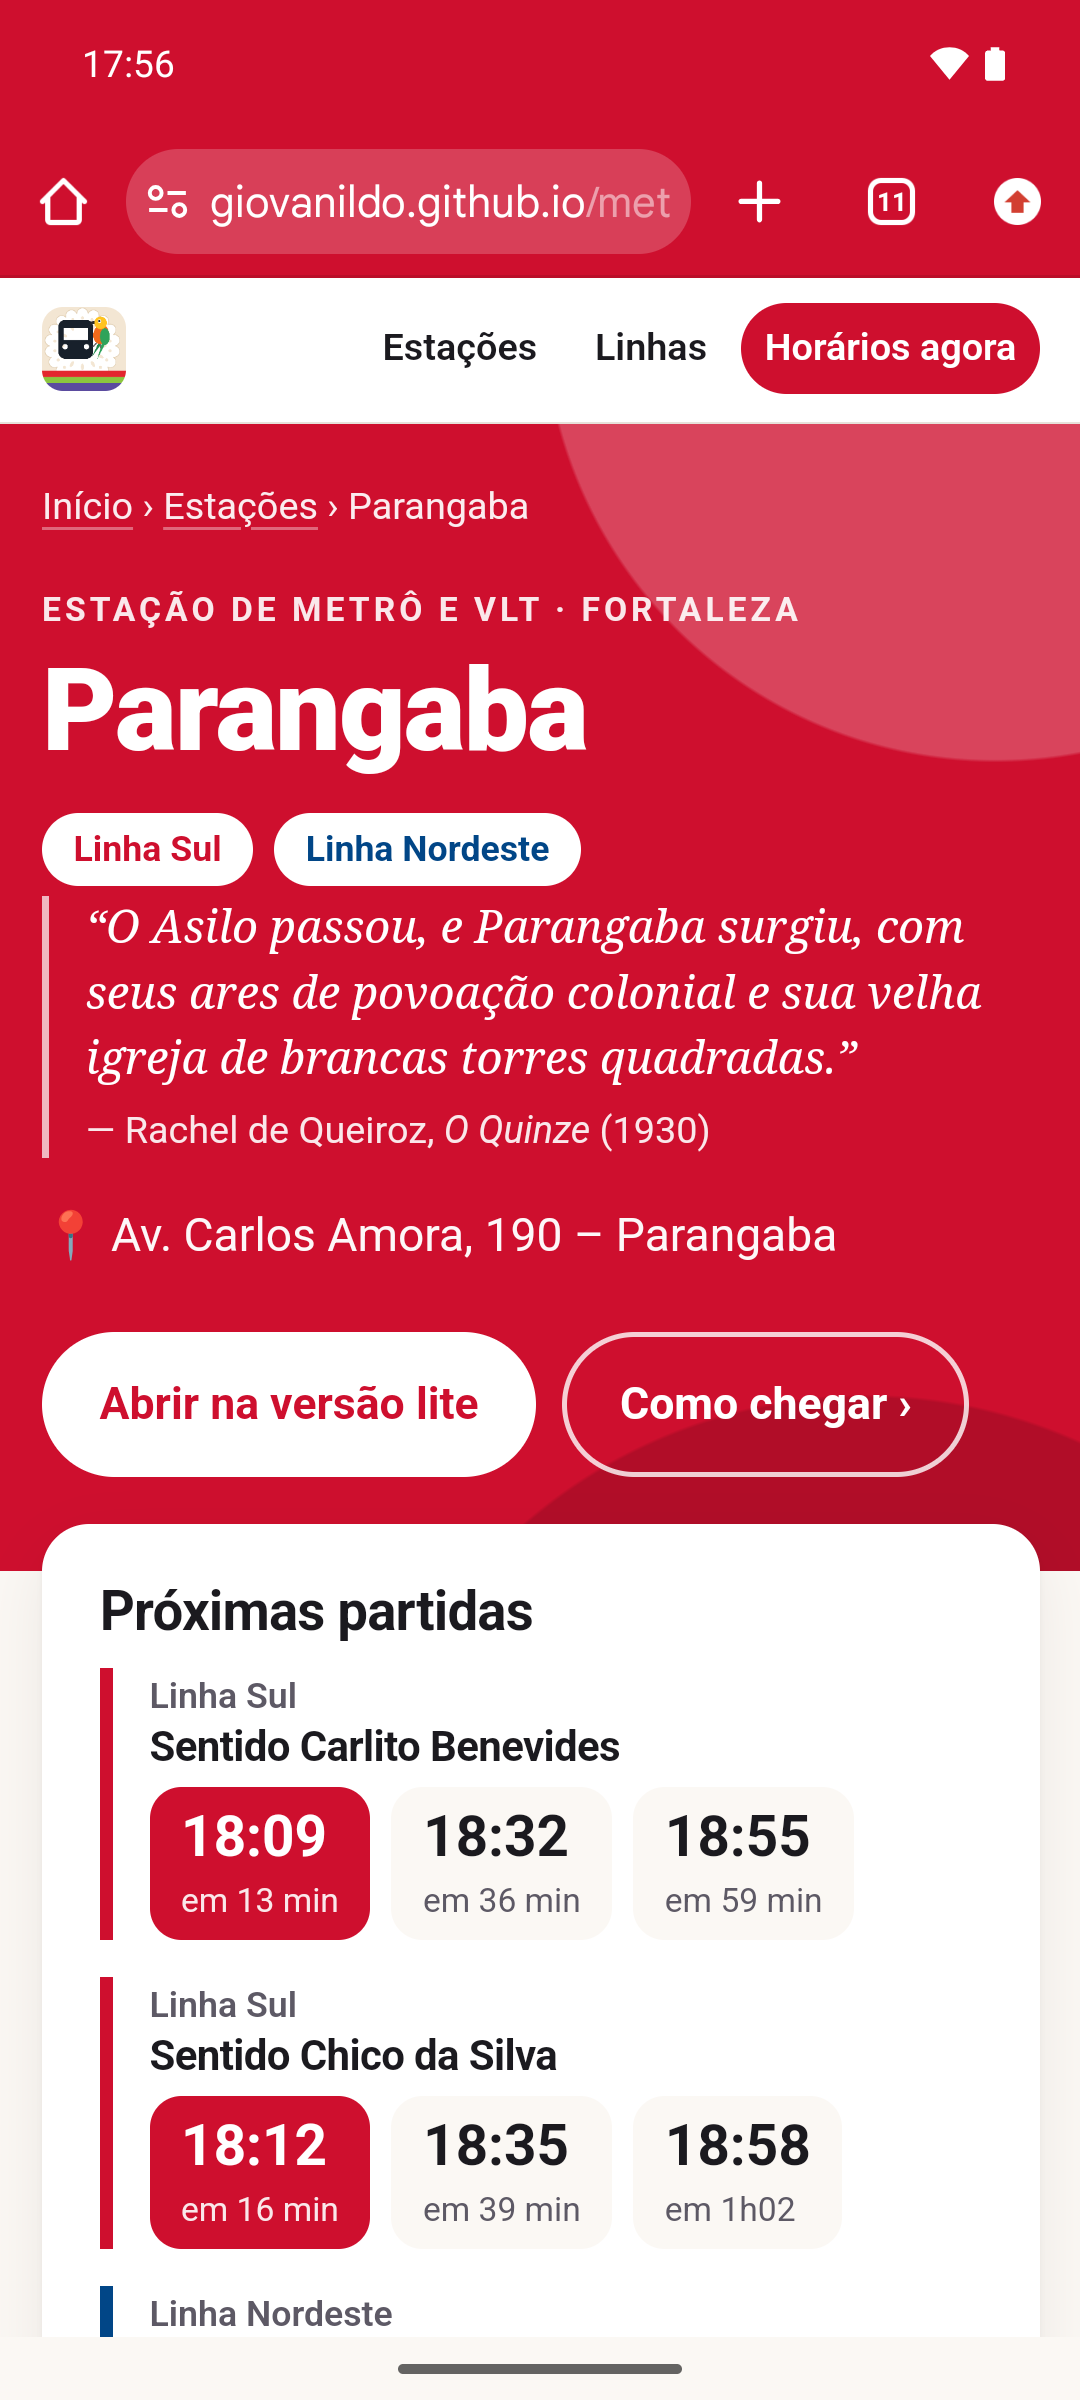 17:56
giovanildo.github.io/met
11
Estações Linhas Horários agora
Início › Estações › Parangaba
ESTAÇÃO DE METRÔ E VLT · FORTALEZA
Parangaba
Linha Sul Linha Nordeste
“O Asilo passou, e Parangaba surgiu, com
seus ares de povoação colonial e sua velha
igreja de brancas torres quadradas.”
— Rachel de Queiroz, O Quinze (1930)
📍 Av. Carlos Amora, 190 – Parangaba
Abrir na versão lite Como chegar ›
Próximas partidas
Linha Sul
Sentido Carlito Benevides
18:09 18:32 18:55
em 13 min em 36 min em 59 min
Linha Sul
Sentido Chico da Silva
18:12 18:35 18:58
em 16 min em 39 min em 1h02
Linha Nordeste